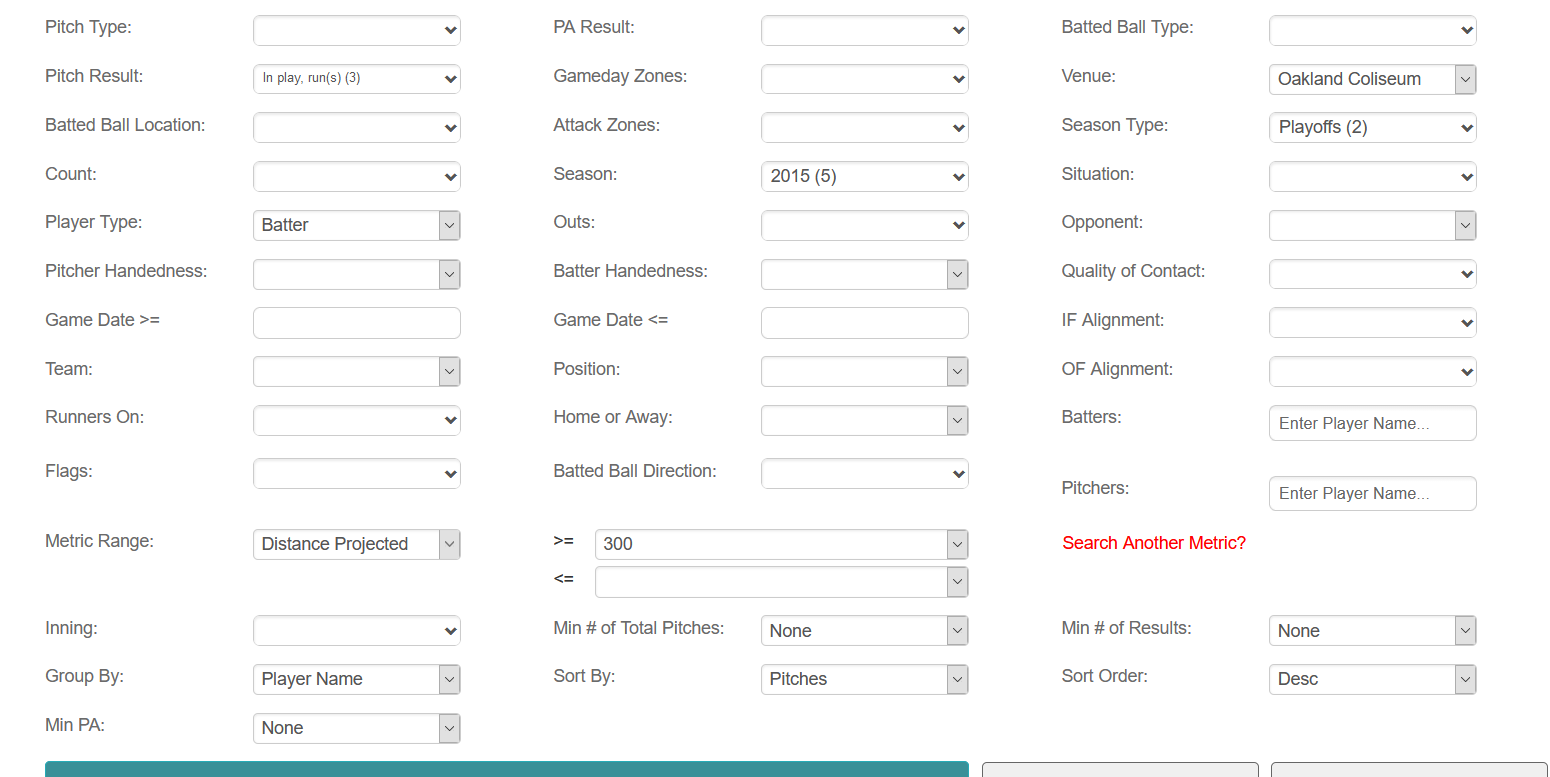 Pitch Type: PA Result: Batted Ball Type:
Pitch Result: In play, run(s) (3) Gameday Zones: Venue: Oakland Coliseum
Batted Ball Location: Attack Zones: Season Type: Playoffs (2)
Count: Season: 2015 (5) Situation:
Player Type: Batter Outs: Opponent:
Pitcher Handedness: Batter Handedness: Quality of Contact:
Game Date >= Game Date <= IF Alignment:
Team: Position: OF Alignment:
Runners On: Home or Away: Batters: Enter Player Name...
Flags: Batted Ball Direction:
Pitchers: Enter Player Name...
Metric Range: Distance Projected >= 300 Search Another Metric?
<=
Inning: Min # of Total Pitches: None Min # of Results: None
Group By: Player Name Sort By: Pitches Sort Order: Desc
Min PA: None